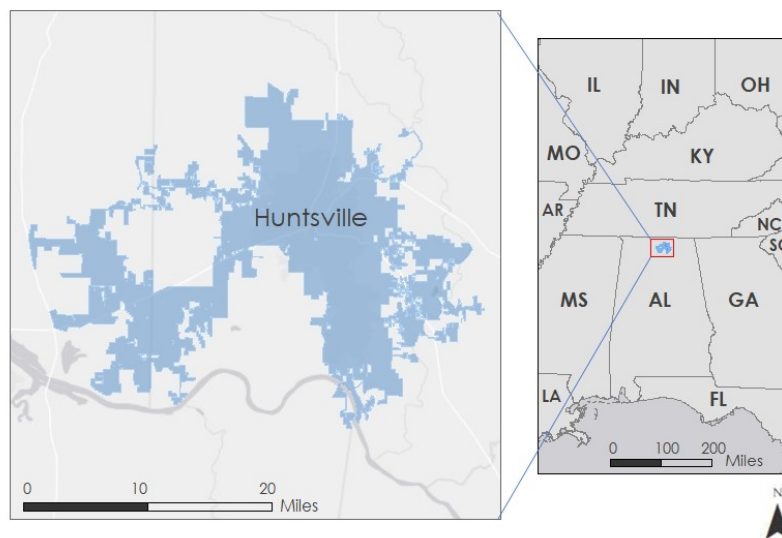 Huntsville
0 10 20
Miles
IL IN OH
MO KY
AR TN NC
SC
MS AL GA
LA FL
0 100 200
Miles
N